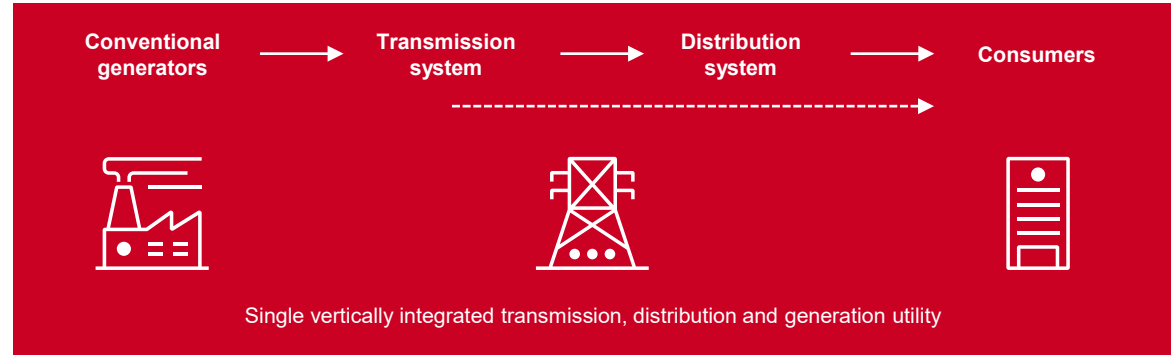 Conventional
generators
Transmission
system
Distribution
system
Consumers
Single vertically integrated transmission, distribution and generation utility